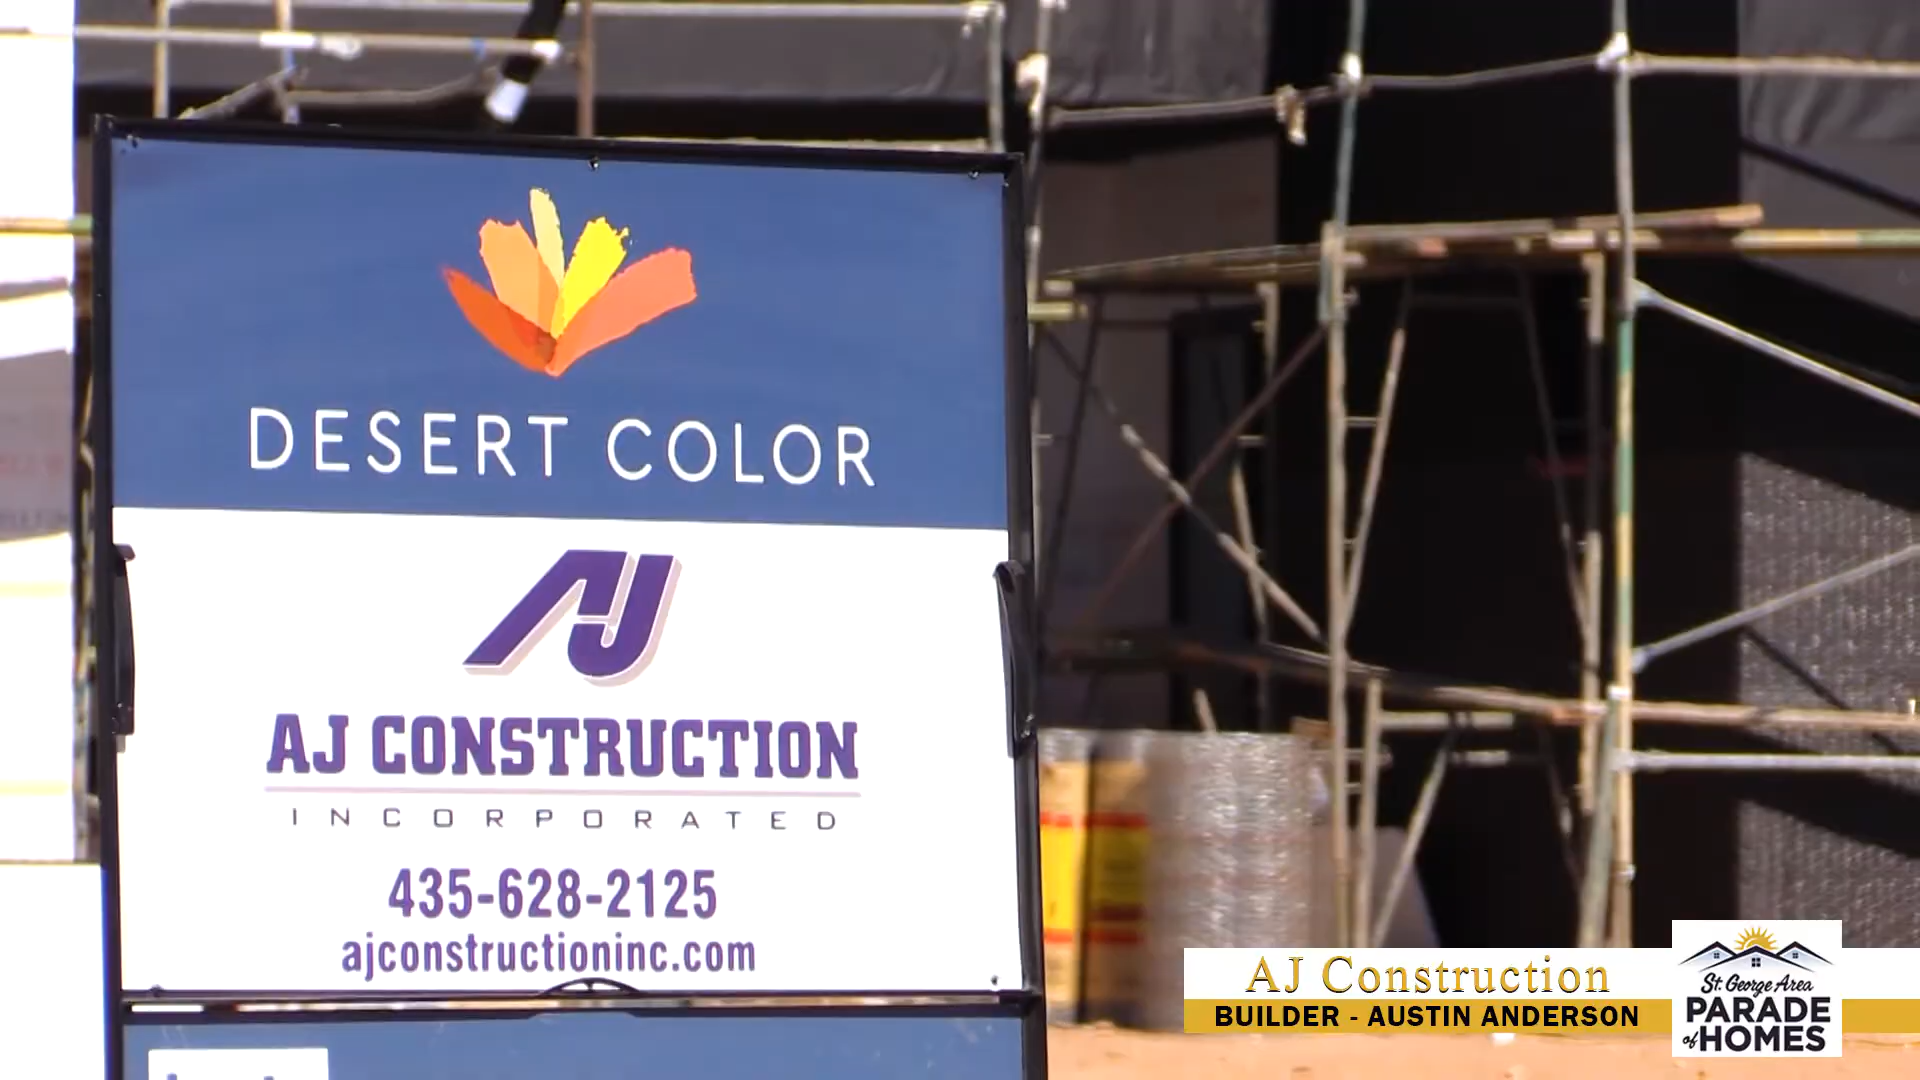 DESERT COLOR
AJ
AJ CONSTRUCTION
INCORPORATED
435-628-2125
ajconstructioninc.com
AJ Construction
BUILDER - AUSTIN ANDERSON
St. George Area
PARADE
of HOMES